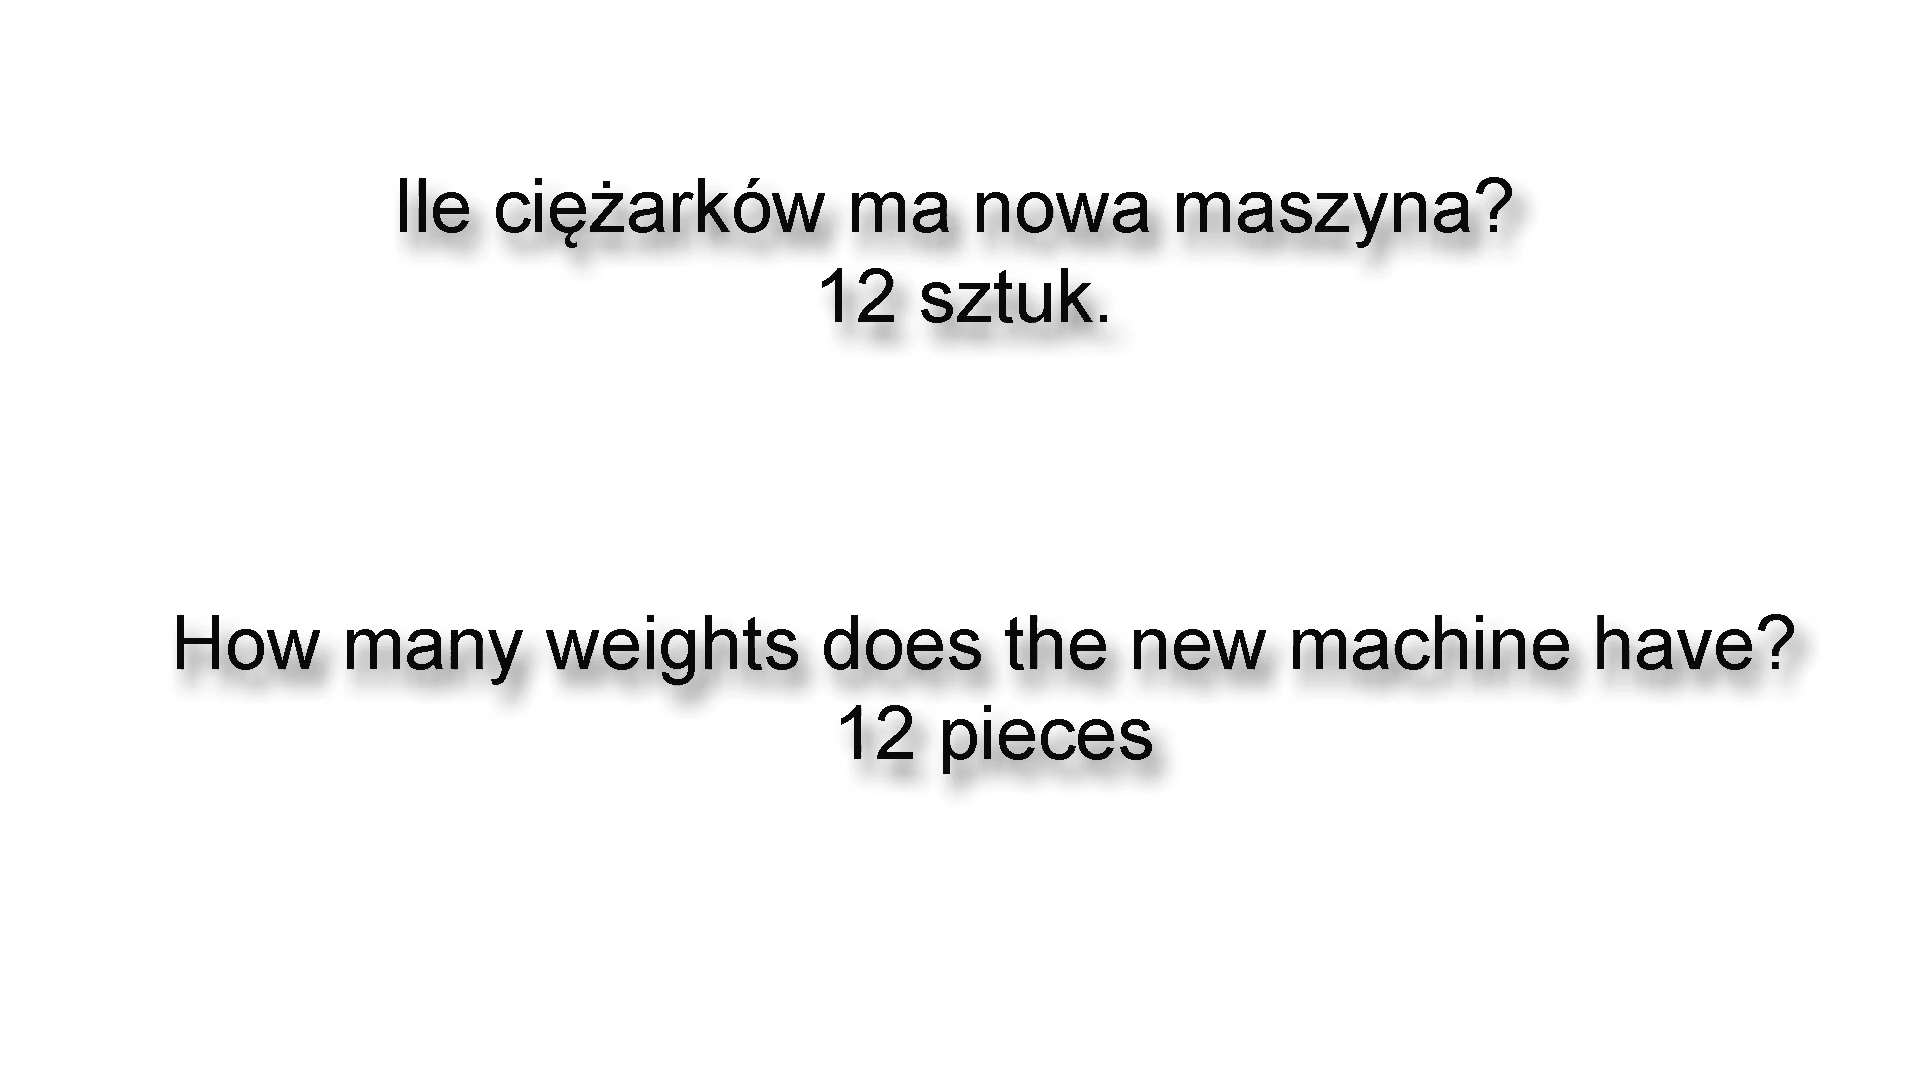 Ile ciężarków ma nowa maszyna?
12 sztuk.
How many weights does the new machine have?
12 pieces